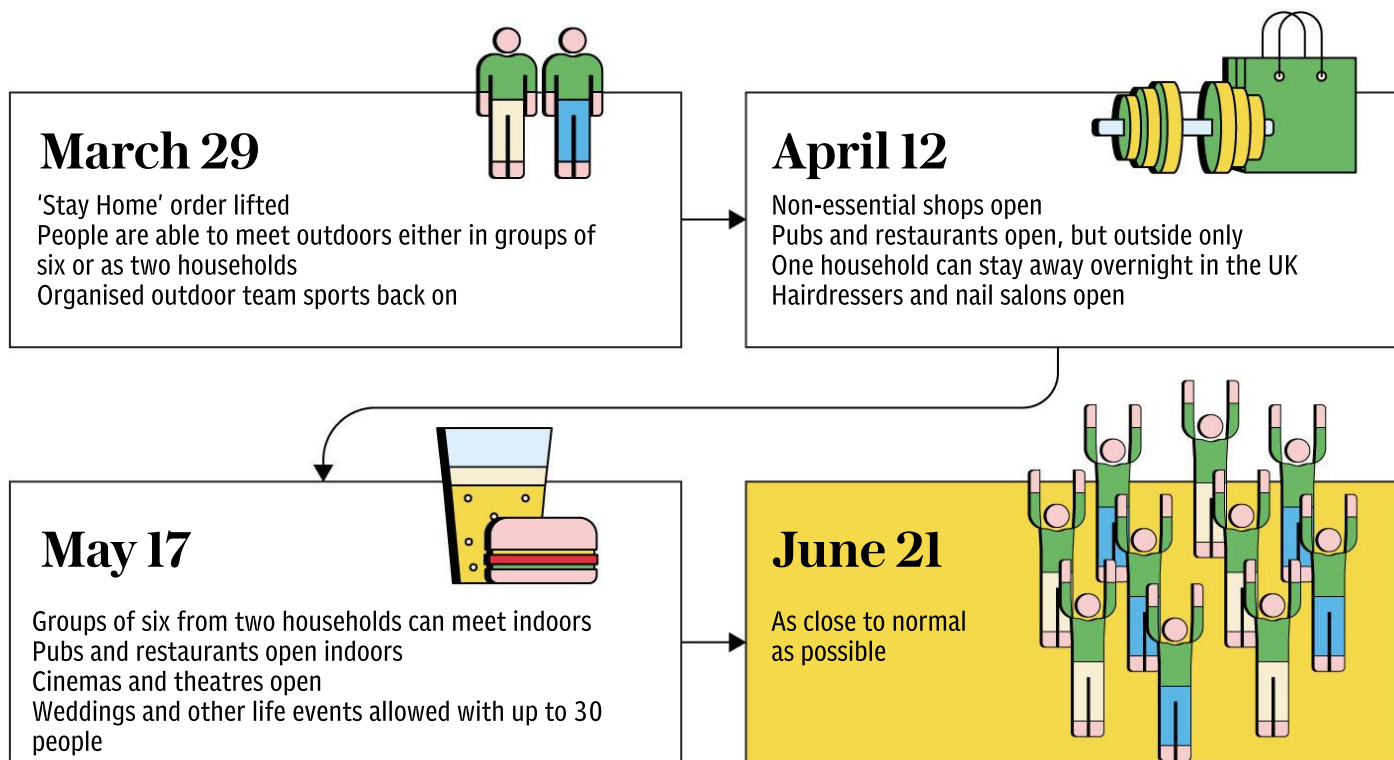 March 29
‘Stay Home’ order lifted
People are able to meet outdoors either in groups of
six or as two households
Organised outdoor team sports back on
April 12
Non-essential shops open
Pubs and restaurants open, but outside only
One household can stay away overnight in the UK
Hairdressers and nail salons open
May 17
Groups of six from two households can meet indoors
Pubs and restaurants open indoors
Cinemas and theatres open
Weddings and other life events allowed with up to 30
people
June 21
As close to normal
as possible